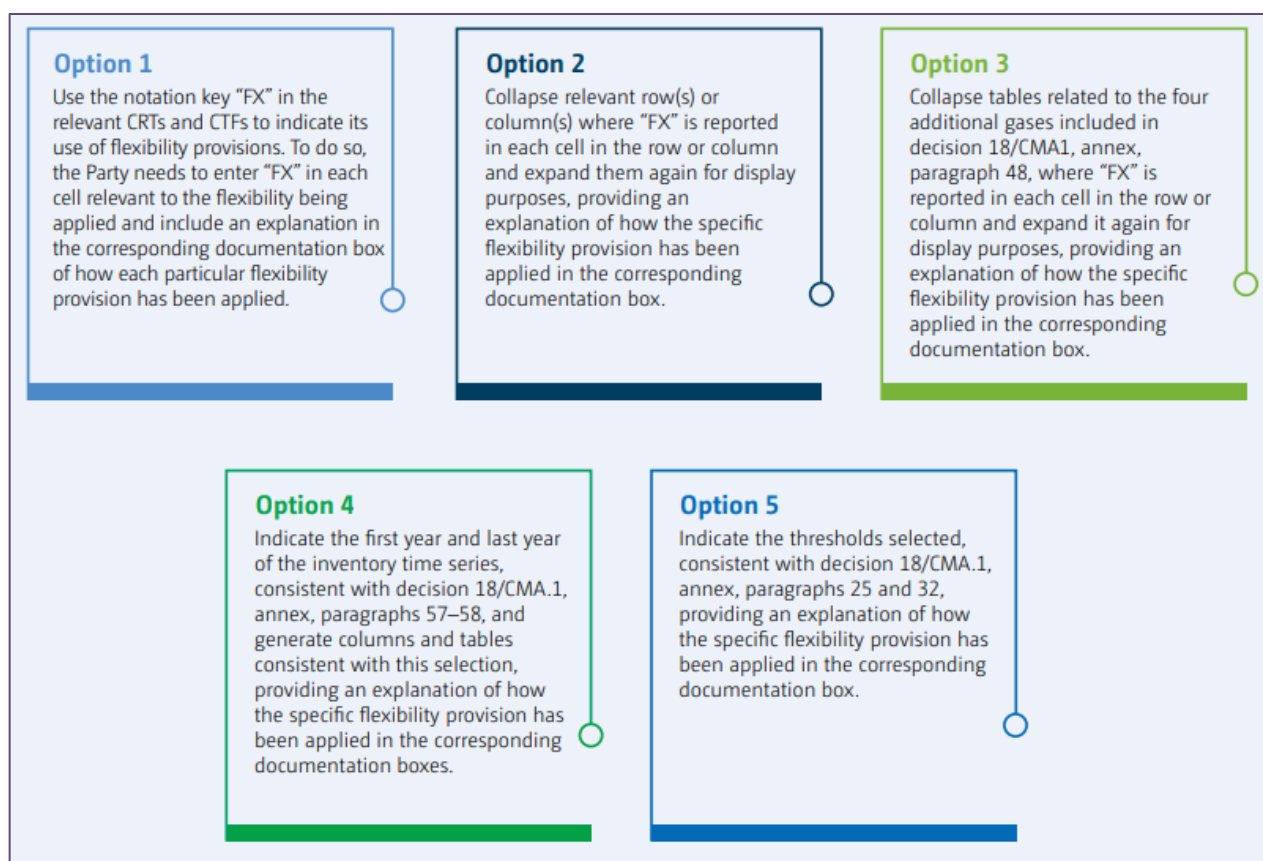 Option 1
Use the notation key “FX” in the
relevant CRTs and CTFs to indicate its
use of flexibility provisions. To do so,
the Party needs to enter “FX” in each
cell relevant to the flexibility being
applied and include an explanation in
the corresponding documentation box
of how each particular flexibility
provision has been applied.
Option 2
Collapse relevant row(s) or
column(s) where “FX” is reported
in each cell in the row or column
and expand them again for display
purposes, providing an
explanation of how the specific
flexibility provision has been
applied in the corresponding
documentation box.
Option 3
Collapse tables related to the four
additional gases included in
decision 18/CMA1, annex,
paragraph 48, where “FX” is
reported in each cell in the row or
column and expand it again for
display purposes, providing an
explanation of how the specific
flexibility provision has been
applied in the corresponding
documentation box.
Option 4
Indicate the first year and last year
of the inventory time series,
consistent with decision 18/CMA.1,
annex, paragraphs 57–58, and
generate columns and tables
consistent with this selection,
providing an explanation of how
the specific flexibility provision has
been applied in the corresponding
documentation boxes.
Option 5
Indicate the thresholds selected,
consistent with decision 18/CMA.1,
annex, paragraphs 25 and 32,
providing an explanation of how
the specific flexibility provision has
been applied in the corresponding
documentation box.